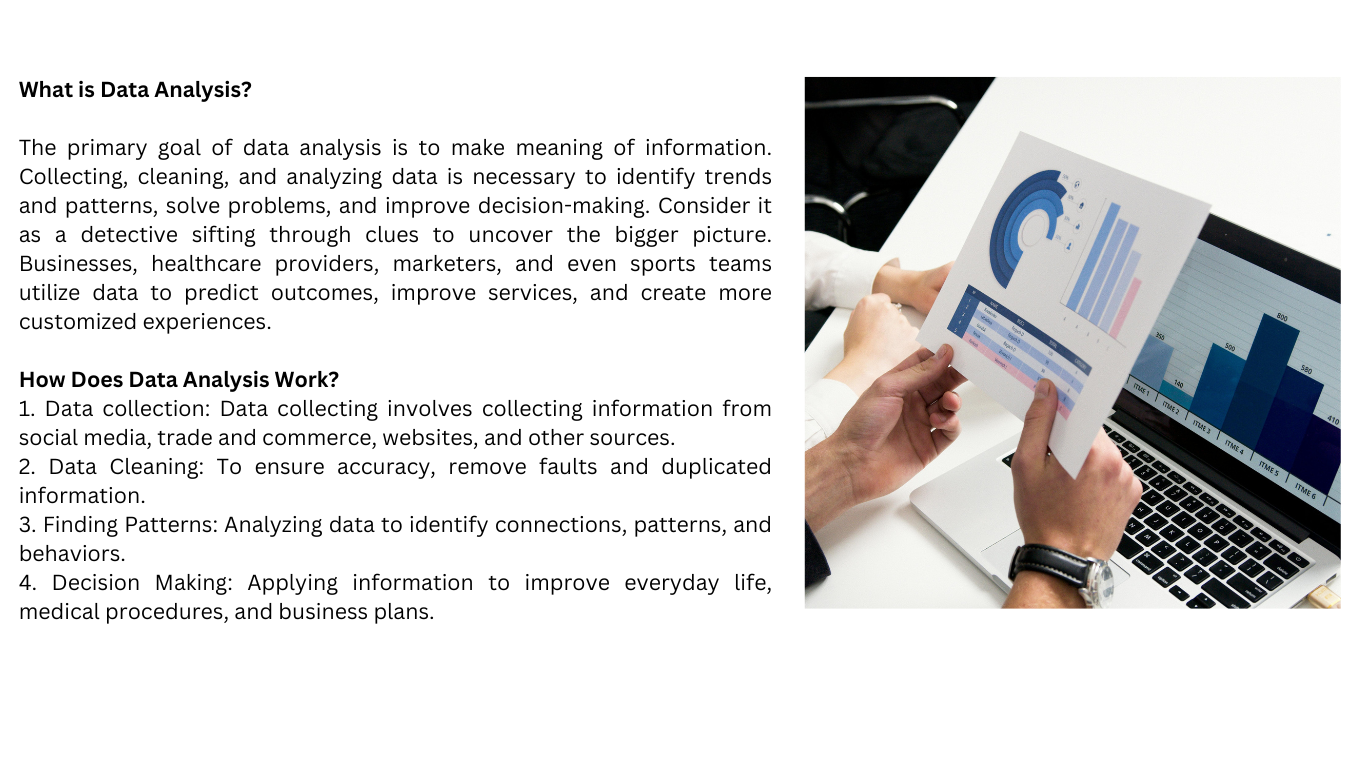 What is Data Analysis?
The primary goal of data analysis is to make meaning of information.
Collecting, cleaning, and analyzing data is necessary to identify trends
and patterns, solve problems, and improve decision-making. Consider it
as a detective sifting through clues to uncover the bigger picture.
Businesses, healthcare providers, marketers, and even sports teams
utilize data to predict outcomes, improve services, and create more
customized experiences.
How Does Data Analysis Work?
1. Data collection: Data collecting involves collecting information from
social media, trade and commerce, websites, and other sources.
2. Data Cleaning: To ensure accuracy, remove faults and duplicated
information.
3. Finding Patterns: Analyzing data to identify connections, patterns, and
behaviors.
4. Decision Making: Applying information to improve everyday life,
medical procedures, and business plans.
350
140
500
800
580
410
ITME 1
ITME 2
ITME 3
ITME 4
ITME 5
ITME 6